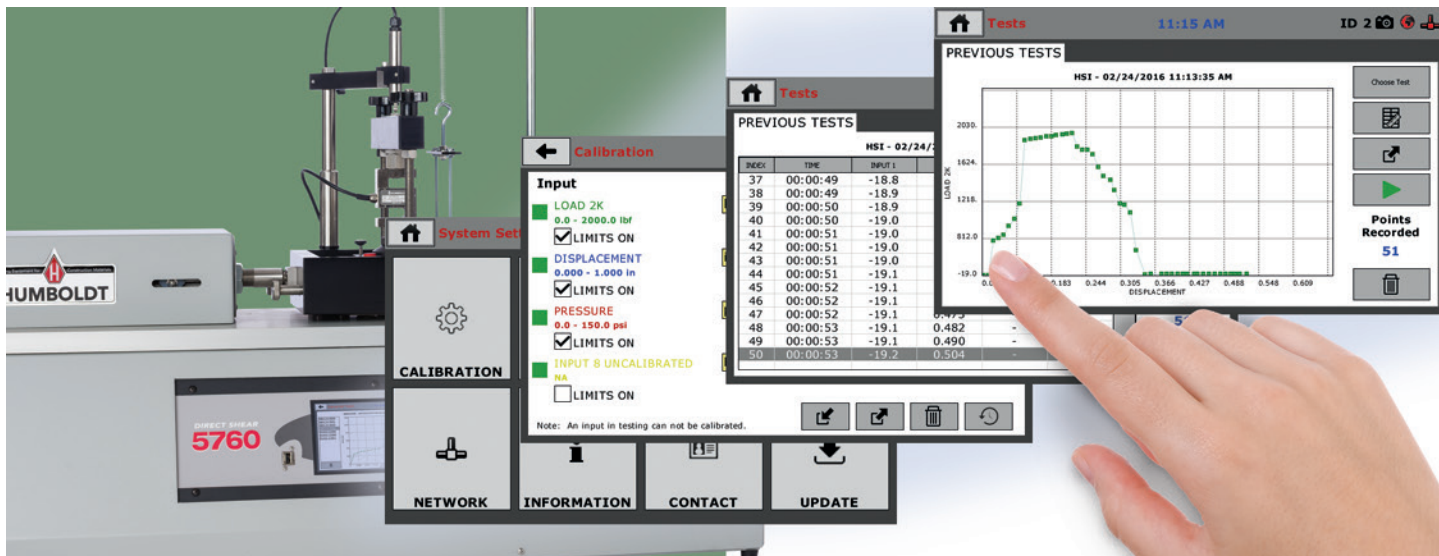 HUMBOLDT
DIRECT SHEAR
5760
System Set
CALIBRATION
NETWORK
INFORMATION
CONTACT
UPDATE
Calibration
Input
LOAD 2K
0.0 - 2000.0 lbf
LIMITS ON
DISPLACEMENT
0.000 - 1.000 in
LIMITS ON
PRESSURE
0.0 - 150.0 psi
LIMITS ON
INPUT 8 UNCALIBRATED
NA
LIMITS ON
Note: An input in testing can not be calibrated.
Tests
PREVIOUS TESTS
HSI - 02/24/
INDEX TIME INPUT 1
37 00:00:49 -18.8
38 00:00:49 -18.9
39 00:00:50 -18.9
40 00:00:50 -19.0
41 00:00:51 -19.0
42 00:00:51 -19.0
43 00:00:51 -19.0
44 00:00:51 -19.1
45 00:00:52 -19.1
46 00:00:52 -19.1
47 00:00:52 -19.1 0.473
48 00:00:53 -19.1 0.482 -
49 00:00:53 -19.1 0.490 -
50 00:00:53 -19.2 0.504 -
Tests 11:15 AM ID 2
PREVIOUS TESTS
HSI - 02/24/2016 11:13:35 AM
Choose Test
LOAD 2K
2030.
1624.
1218.
812.0
-19.0
0.183 0.244 0.305 0.366 0.427 0.488 0.548 0.609
DISPLACEMENT
Points
Recorded
51